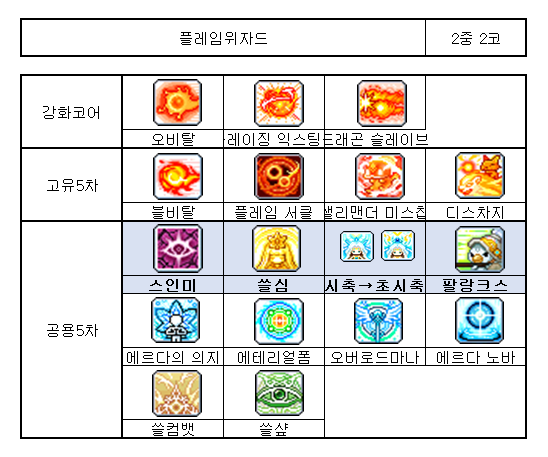 플레임위자드 2중 2코
강화코어
오비탈 레이징 익스팅 드래곤 슬레이브
고유5차
불비탈 플레임 서클 샐리맨더 미스칩 디스차지
공용5차
스인미 쓸심 시축→초시축 팔랑크스
에르다의 의지 에테리얼폼 오버로드마나 에르다 노바
쓸컴뱃 쓸샾